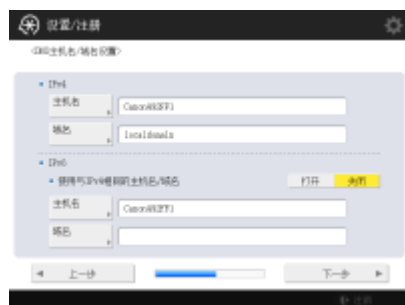 设置/注册
<DNS主机名/域名设置>
IPv4
主机名
域名
localdomain
IPv6
使用与IPv4相同的主机名/域名 打开 关闭
主机名
域名
上一步 下一步
注册